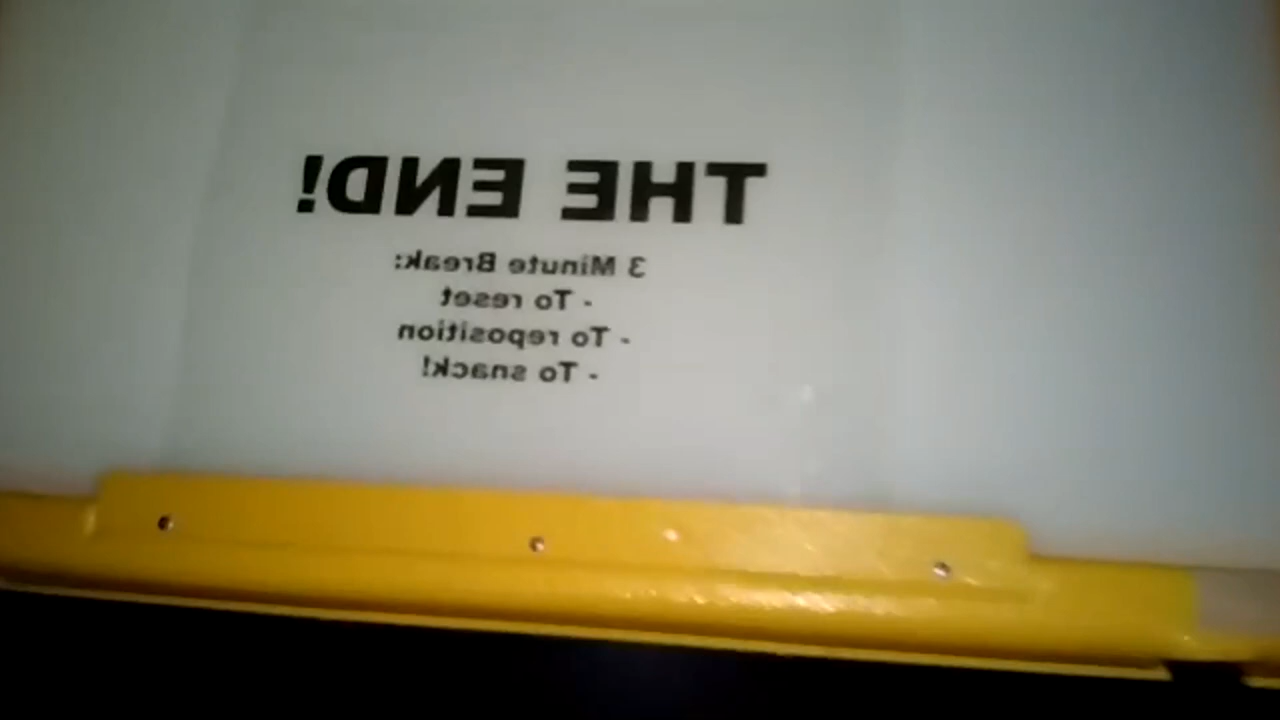 THE END!
3 Minute Break:
- To reset
- To reposition
- To snack!